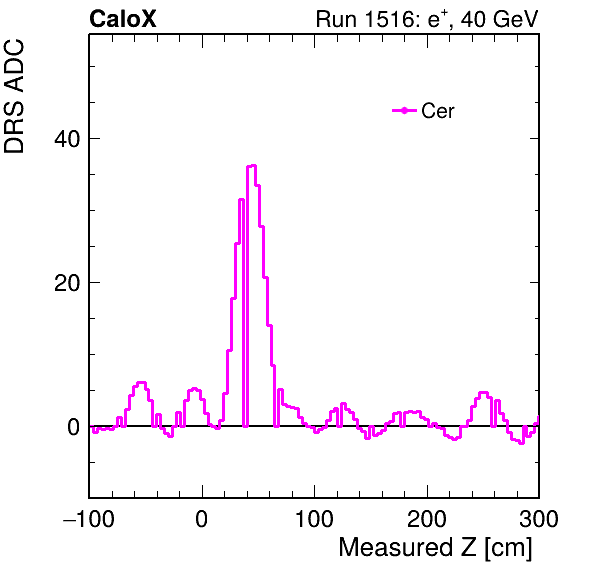 CaloX Run 1516: e⁺, 40 GeV
DRS ADC
Cer
40
20
0
−100 0 100 200 300
Measured Z [cm]